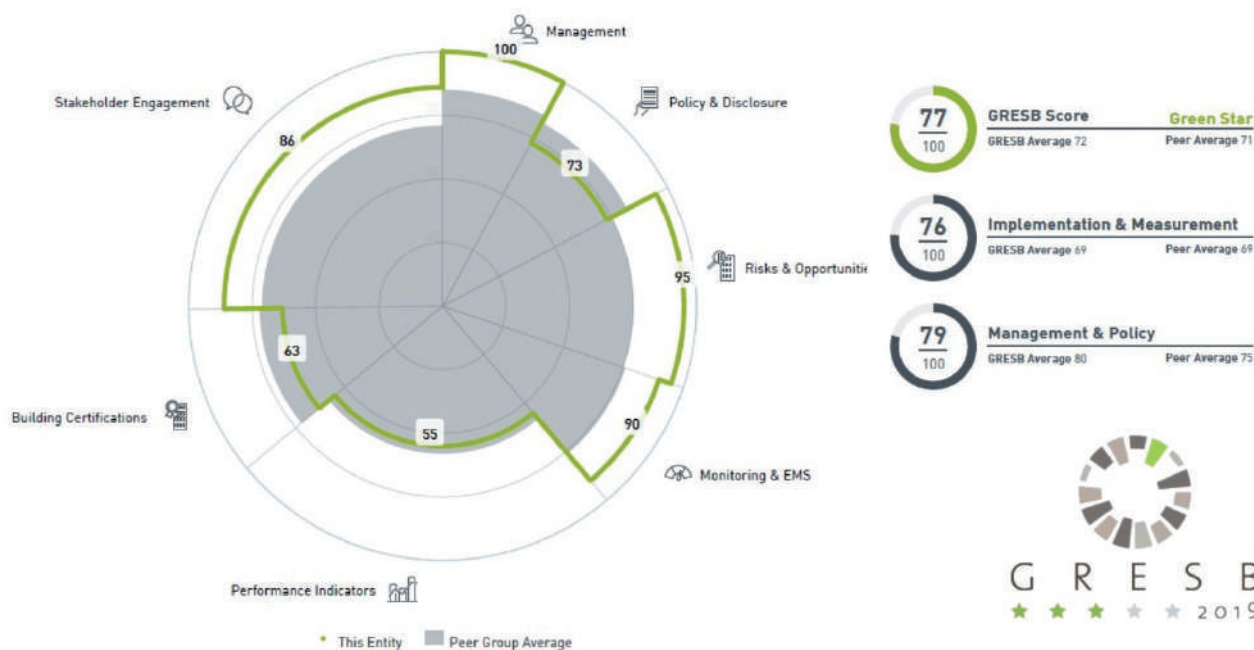 Management
100
Stakeholder Engagement
Policy & Disclosure
86
73
Risks & Opportunitie
95
63
Building Certifications
55
90
Monitoring & EMS
Performance Indicators
This Entity
Peer Group Average
77
100
GRESB Score
Green Star
GRESB Average 72
Peer Average 71
76
100
Implementation & Measurement
GRESB Average 69
Peer Average 69
79
100
Management & Policy
GRESB Average 80
Peer Average 75
GRESB
2019